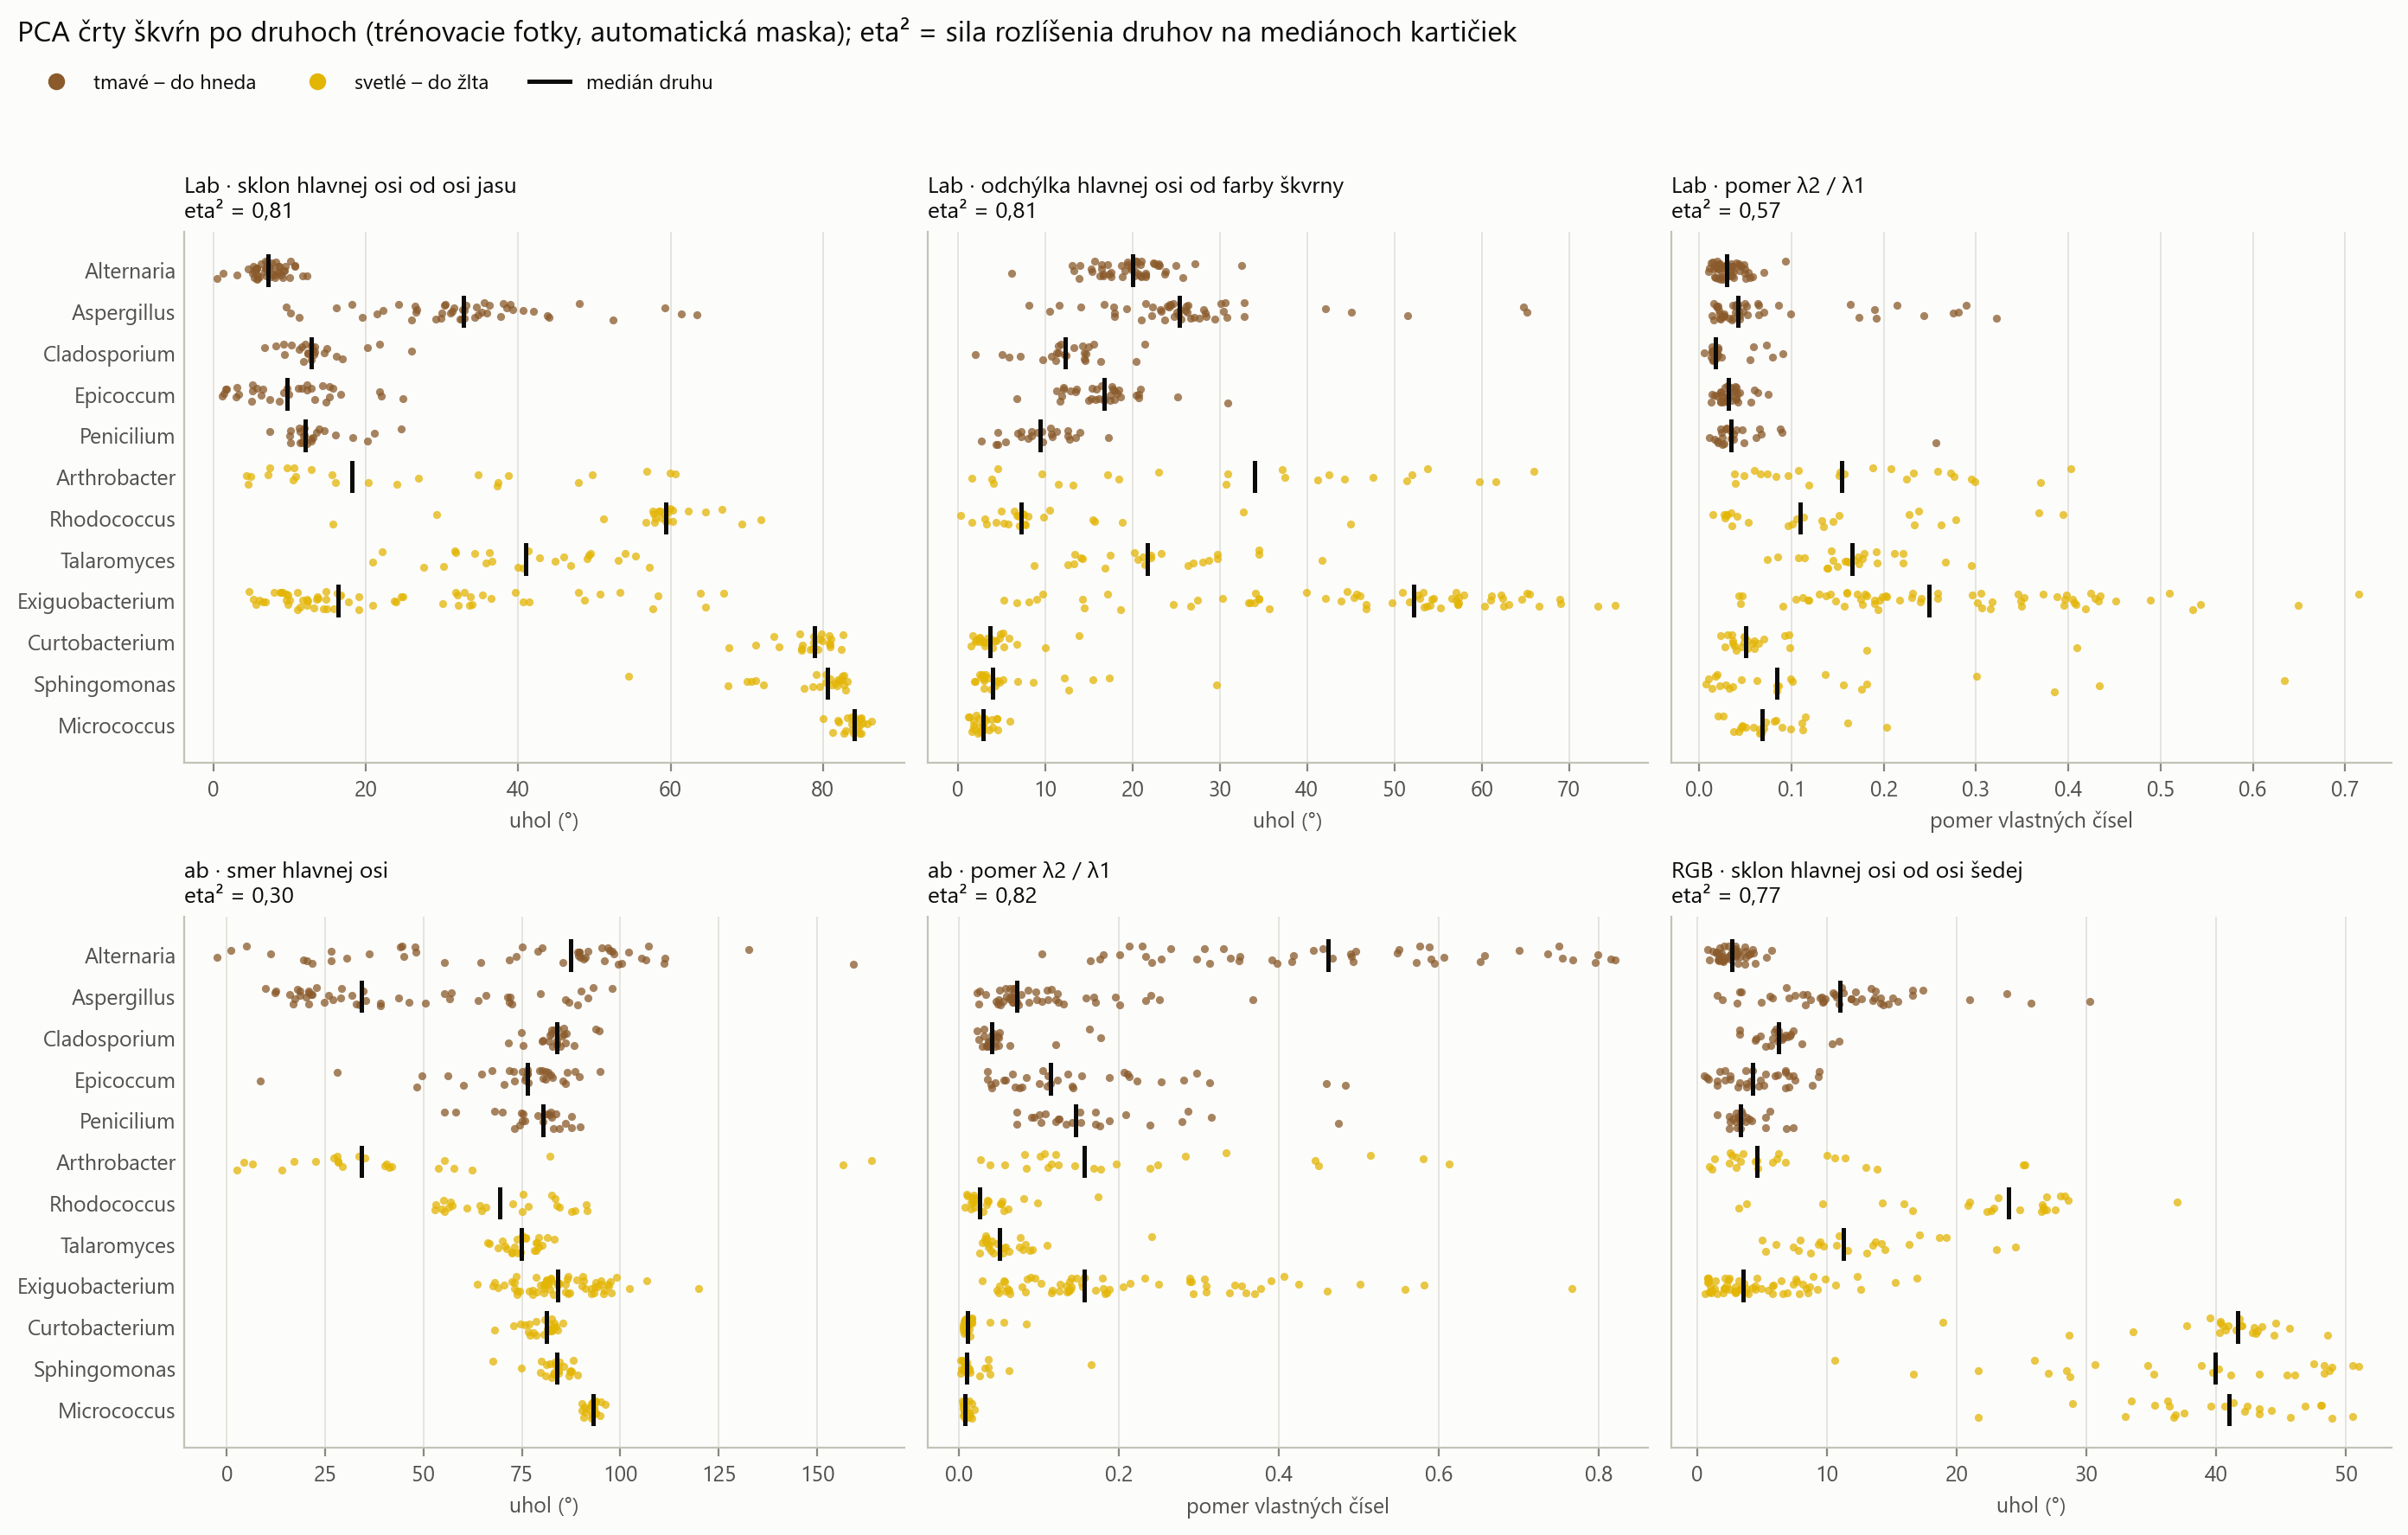 PCA črty škvŕn po druhoch (trénovacie fotky, automatická maska); eta² = sila rozlíšenia druhov na mediánoch kartičiek
tmavé – do hneda
svetlé – do žlta
medián druhu
Lab · sklon hlavnej osi od osi jasu
eta² = 0,81
Alternaria
Aspergillus
Cladosporium
Epicoccum
Penicilium
Arthrobacter
Rhodococcus
Talaromyces
Exiguobacterium
Curtobacterium
Sphingomonas
Micrococcus
0 20 40 60 80
uhol (°)
Lab · odchýlka hlavnej osi od farby škvrny
eta² = 0,81
0 10 20 30 40 50 60 70
uhol (°)
Lab · pomer λ2 / λ1
eta² = 0,57
0.0 0.1 0.2 0.3 0.4 0.5 0.6 0.7
pomer vlastných čísel
ab · smer hlavnej osi
eta² = 0,30
Alternaria
Aspergillus
Cladosporium
Epicoccum
Penicilium
Arthrobacter
Rhodococcus
Talaromyces
Exiguobacterium
Curtobacterium
Sphingomonas
Micrococcus
0 25 50 75 100 125 150
uhol (°)
ab · pomer λ2 / λ1
eta² = 0,82
0.0 0.2 0.4 0.6 0.8
pomer vlastných čísel
RGB · sklon hlavnej osi od osi šedej
eta² = 0,77
0 10 20 30 40 50
uhol (°)